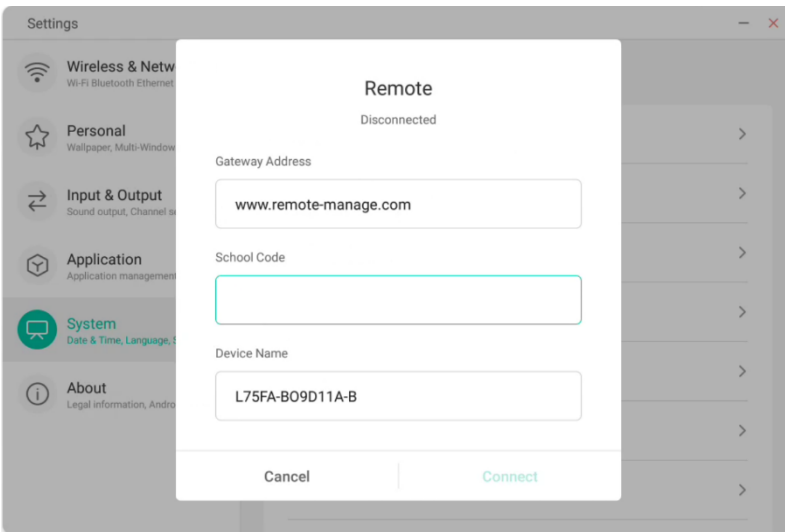 Settings
Wireless & Netw
Wi-Fi Bluetooth Ethernet
Personal
Wallpaper, Multi-Window
Input & Output
Sound output, Channel s
Application
Application management
System
Date & Time, Language, S
About
Legal information, Andro
Remote
Disconnected
Gateway Address
www.remote-manage.com
School Code
Device Name
L75FA-BO9D11A-B
Cancel
Connect